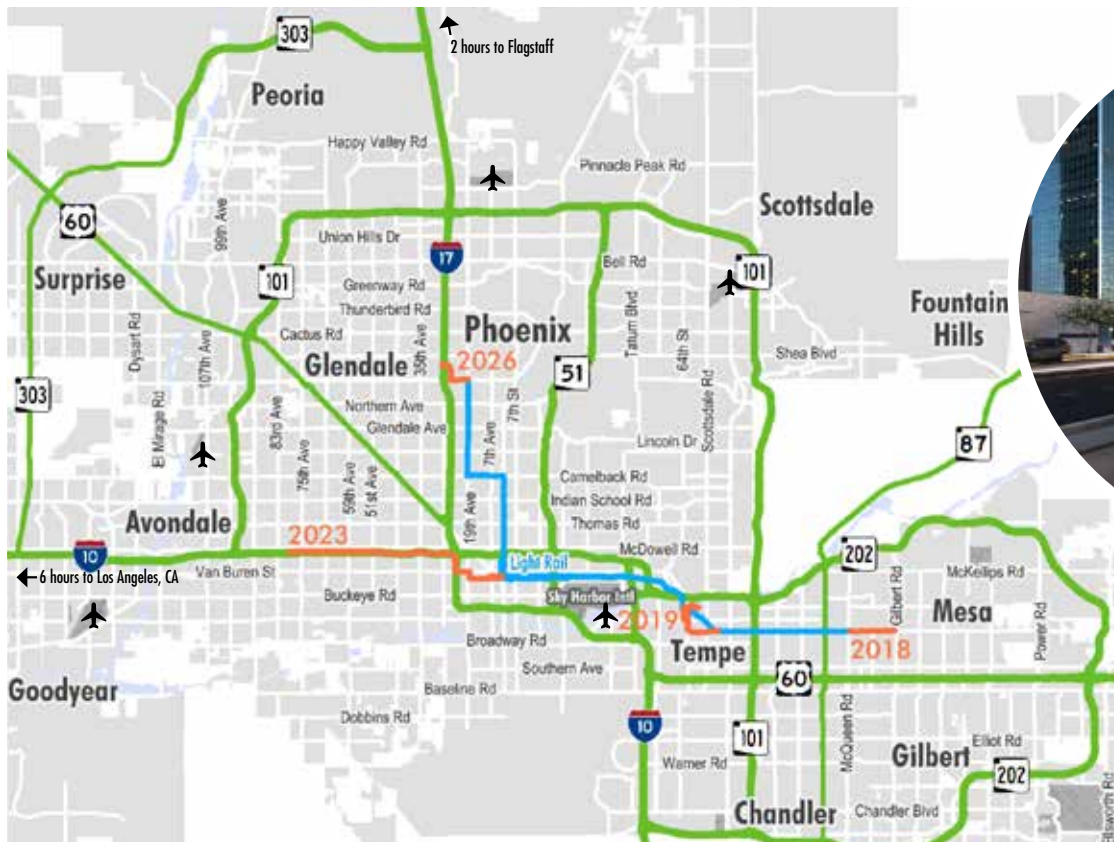 303
2 hours to Flagstaff
Peoria
Happy Valley Rd
Pinnacle Peak Rd
Scottsdale
60
99th Ave
Union Hills Dr
17
Bell Rd
101
101
Surprise
Greenway Rd
Thunderbird Rd
Fountain
Hills
Dysart Rd
107th Ave
Cactus Rd
Glendale
35th Ave
Phoenix
2026
Tatum Blvd
64th St
Shea Blvd
51
303
El Mirage Rd
83rd Ave
75th Ave
Northern Ave
Glendale Ave
7th St
7th Ave
Scottsdale Rd
Lincoln Dr
87
59th Ave
51st Ave
Camelback Rd
Indian School Rd
Thomas Rd
19th Ave
Avondale
2023
McDowell Rd
10
Van Buren St
Light Rail
202
6 hours to Los Angeles, CA
Buckeye Rd
Sky Harbor Intl
Gilbert Rd
McKellips Rd
Mesa
Power Rd
2019
Broadway Rd
Tempe
2018
Southern Ave
60
Goodyear
Baseline Rd
Dobbins Rd
10
101
McQueen Rd
Warner Rd
Gilbert
Elliot Rd
202
Chandler
Chandler Blvd
Ellsworth Rd